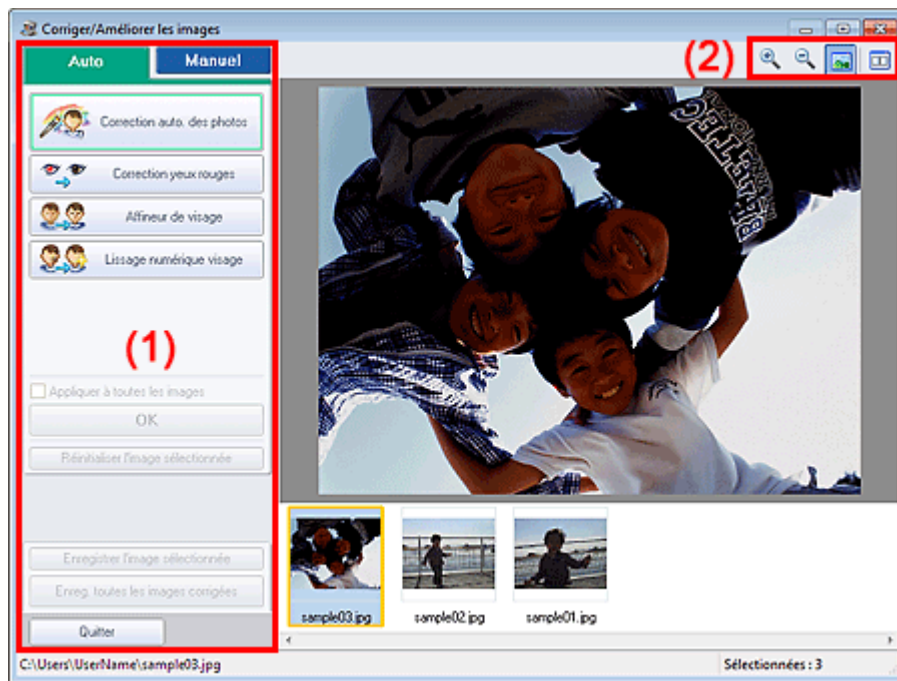 Corriger/Améliorer les images
Auto
Manuel
(2)
Correction auto. des photos
Correction yeux rouges
Affineur de visage
Lissage numérique visage
(1)
Appliquer à toutes les images
OK
Réinitialiser l'image sélectionnée
Enregistrer l'image sélectionnée
Enreg. toutes les images corrigées
Quitter
sample03.jpg
sample02.jpg
sample01.jpg
C:\Users\UserName\sample03.jpg
Sélectionnées : 3